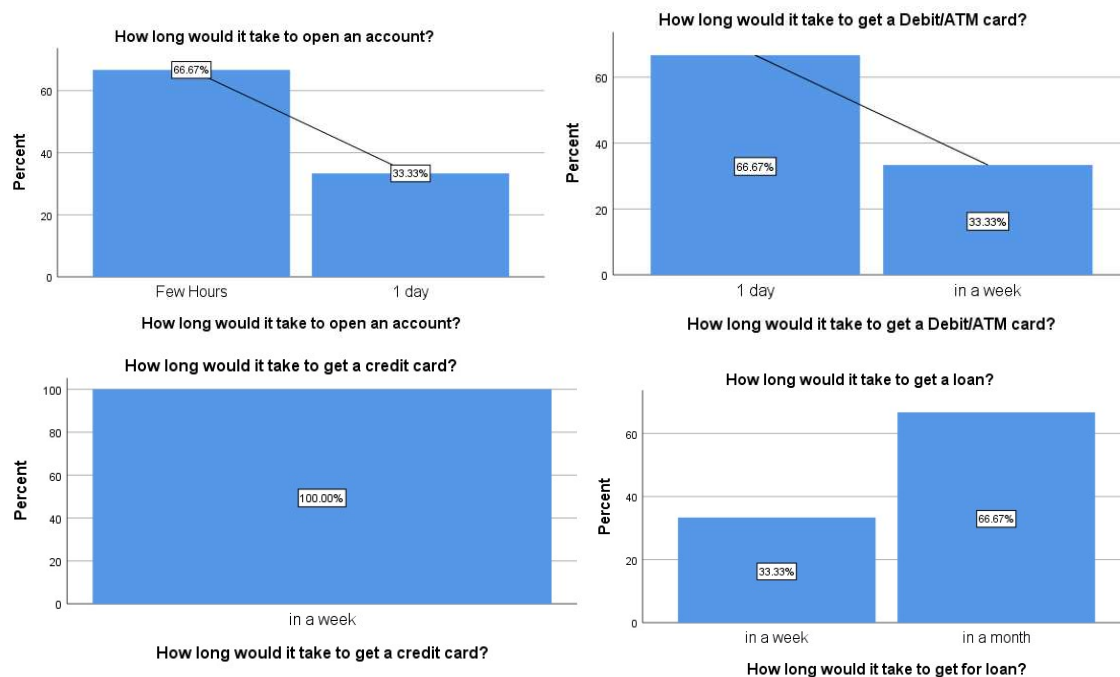 How long would it take to open an account?
Percent
60
40
20
0
66.67%
33.33%
Few Hours
1 day
How long would it take to open an account?
How long would it take to get a Debit/ATM card?
Percent
60
40
20
0
66.67%
33.33%
1 day
in a week
How long would it take to get a Debit/ATM card?
How long would it take to get a credit card?
Percent
100
80
60
40
20
0
100.00%
in a week
How long would it take to get a credit card?
How long would it take to get a loan?
Percent
60
40
20
0
33.33%
66.67%
in a week
in a month
How long would it take to get for loan?